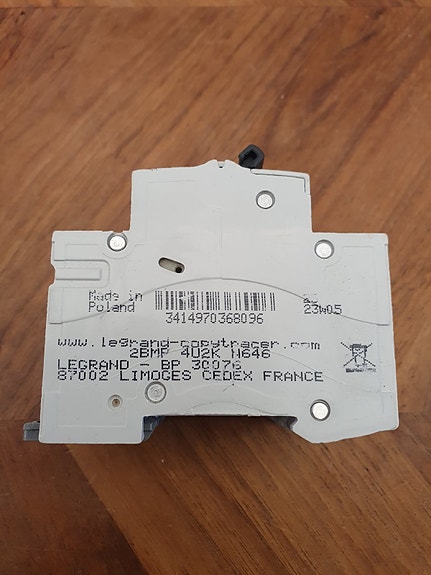 Made in
Poland
3414970368096
23W05
www.legrand-copytracer.com
2BMP 4U2K N646
LEGRAND - BP 30076
87002 LIMOGES CEDEX FRANCE